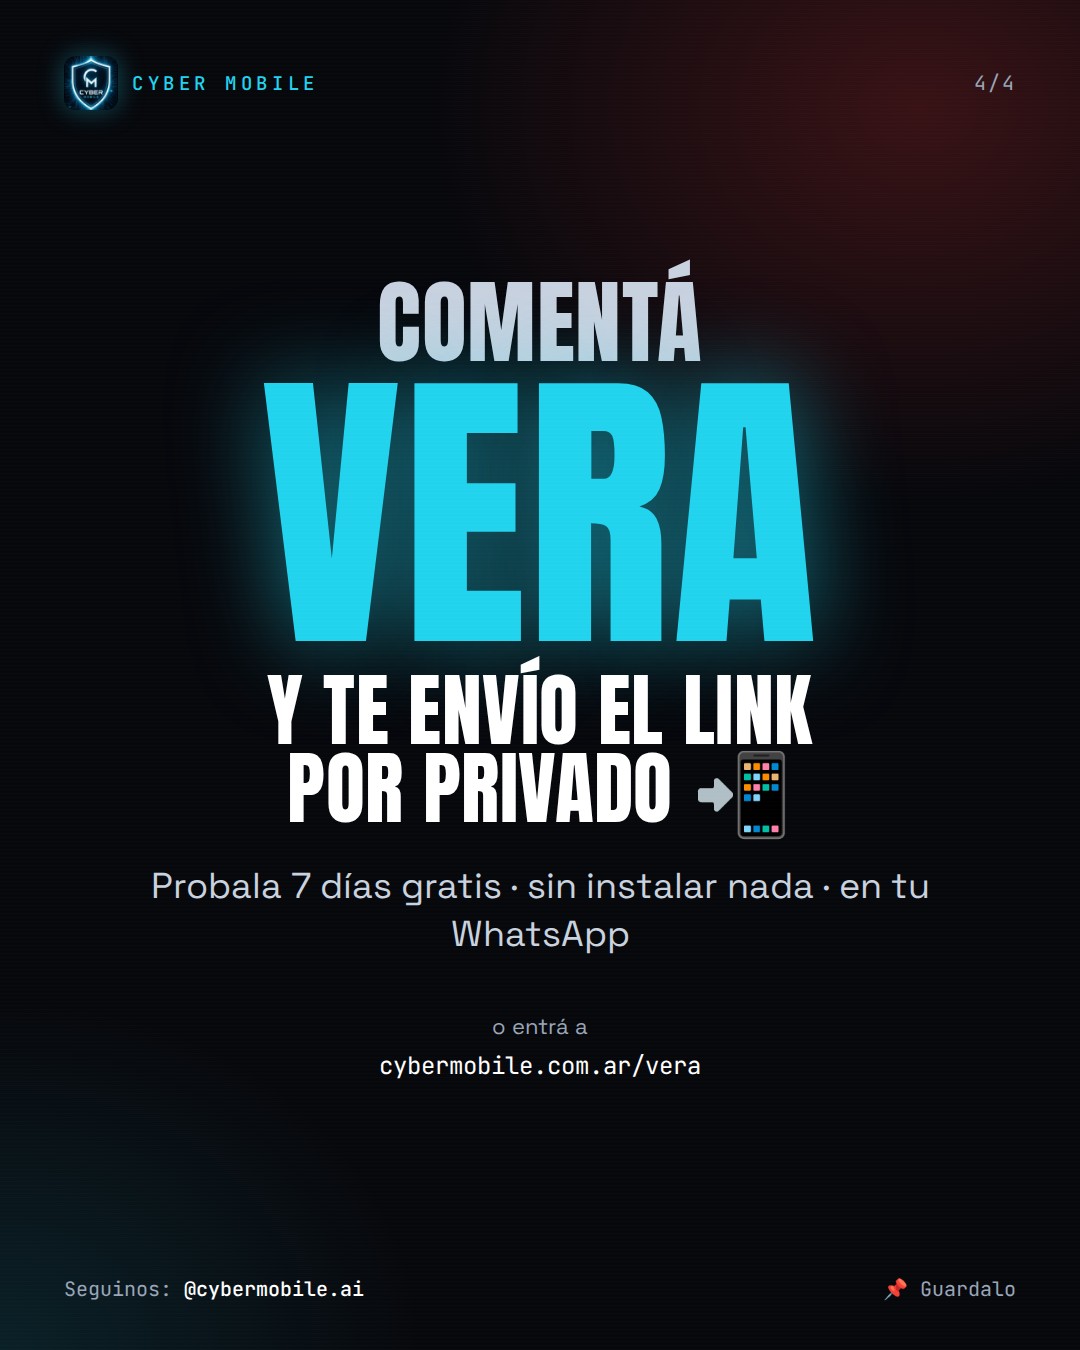 CYBER MOBILE
4/4
COMENTÁ
VERA
Y TE ENVÍO EL LINK
POR PRIVADO 📲
Probala 7 días gratis · sin instalar nada · en tu
WhatsApp
o entrá a
cybermobile.com.ar/vera
Seguinos: @cybermobile.ai
📌 Guardalo